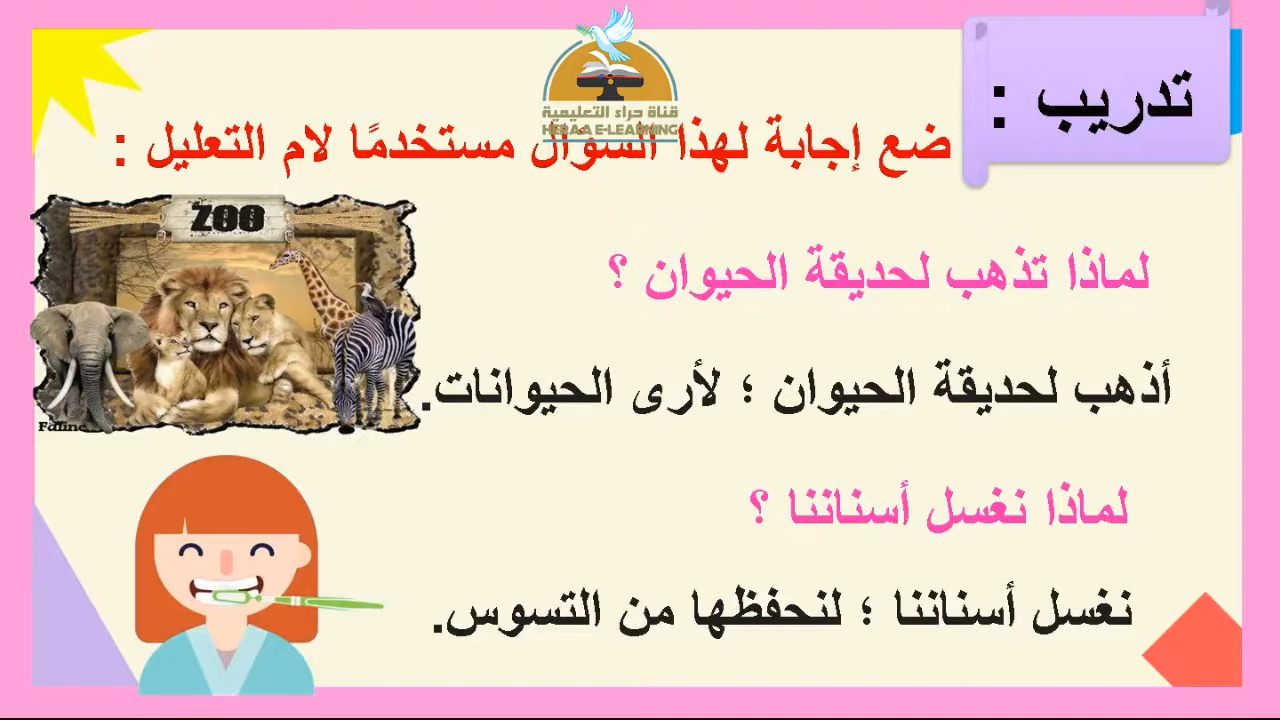 تدريب :
قناة حراء التعليمية
HERAA E-LEARNING
ضع إجابة لهذا السؤال مستخدمًا لام التعليل :
ZOO
لماذا تذهب لحديقة الحيوان ؟
أذهب لحديقة الحيوان ؛ لأرى الحيوانات.
لماذا نغسل أسناننا ؟
نغسل أسناننا ؛ لنحفظها من التسوس.